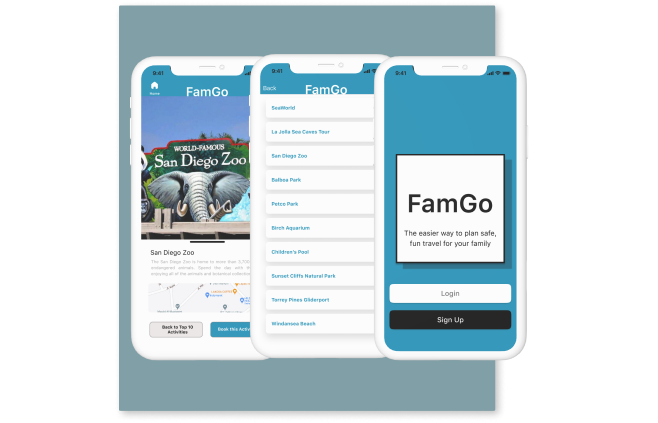 9:41
Home
FamGo
WORLD-FAMOUS
San Diego Zoo
San Diego Zoo
The San Diego Zoo is home to more than 3,700
endangered animals. Spend the day with the
enjoying all of the animals and botanical
Back to Top 10
Activities
Book this Activ
9:41
Back
FamGo
SeaWorld
La Jolla Sea Caves Tour
San Diego Zoo
Balboa Park
Petco Park
Birch Aquarium
Children's Pool
Sunset Cliffs Natural Park
Torrey Pines Gliderport
Windansea Beach
9:41
FamGo
The easier way to plan safe,
fun travel for your family
Login
Sign Up